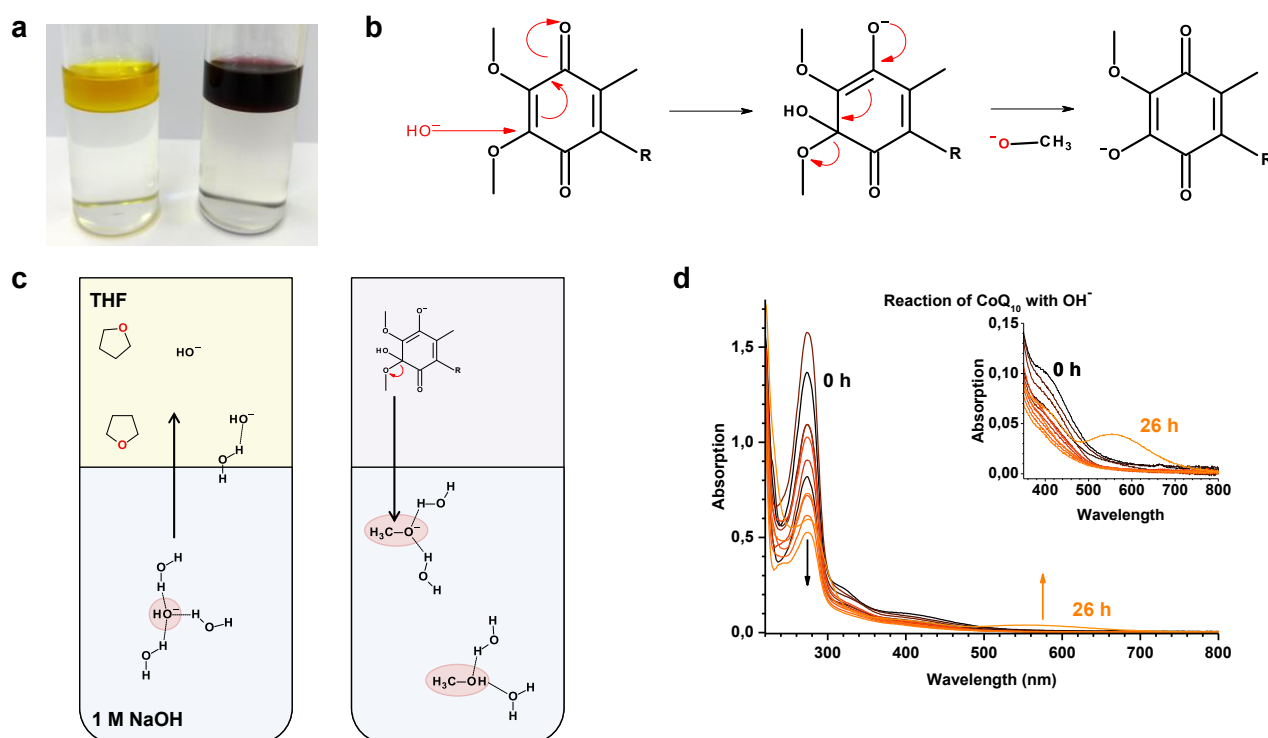 a
b
O
O
O
O
R
HO⁻
O⁻
O
HO
O
O
R
⁻O—CH₃
O
O
⁻O
O
R
c
THF
O
O
HO⁻
HO⁻
H
O
H
H
O
H
HO⁻
H
O
H
H
O
H
1 M NaOH
O⁻
O
HO
O
O
R
H—O
H
H₃C—O⁻
H
O
H
H
O
H
H₃C—OH
H
O
H
d
Reaction of CoQ₁₀ with OH⁻
Absorption
1,5
1,0
0,5
0,0
300
400
500
600
700
800
Wavelength (nm)
0 h
26 h
Absorption
0,15
0,10
0,05
0,00
400
500
600
700
800
Wavelength
0 h
26 h